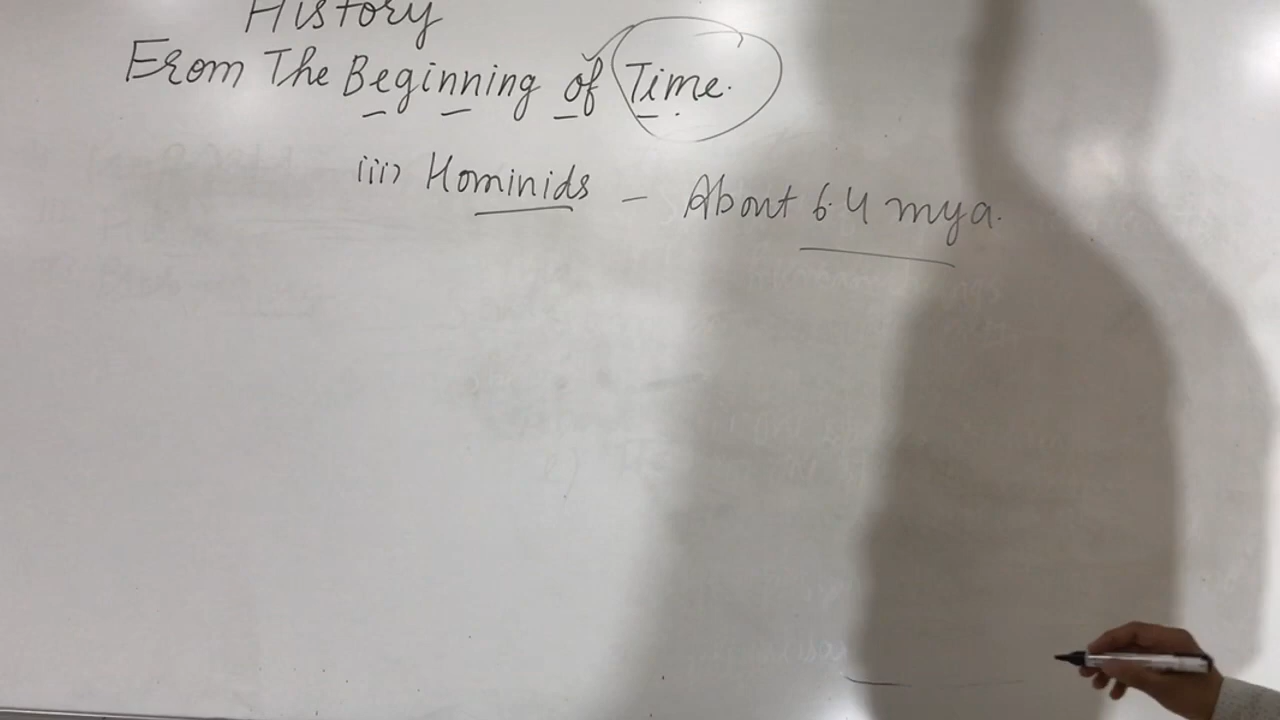 History
From The Beginning of Time.
iii) Hominids – About 6.4 mya.